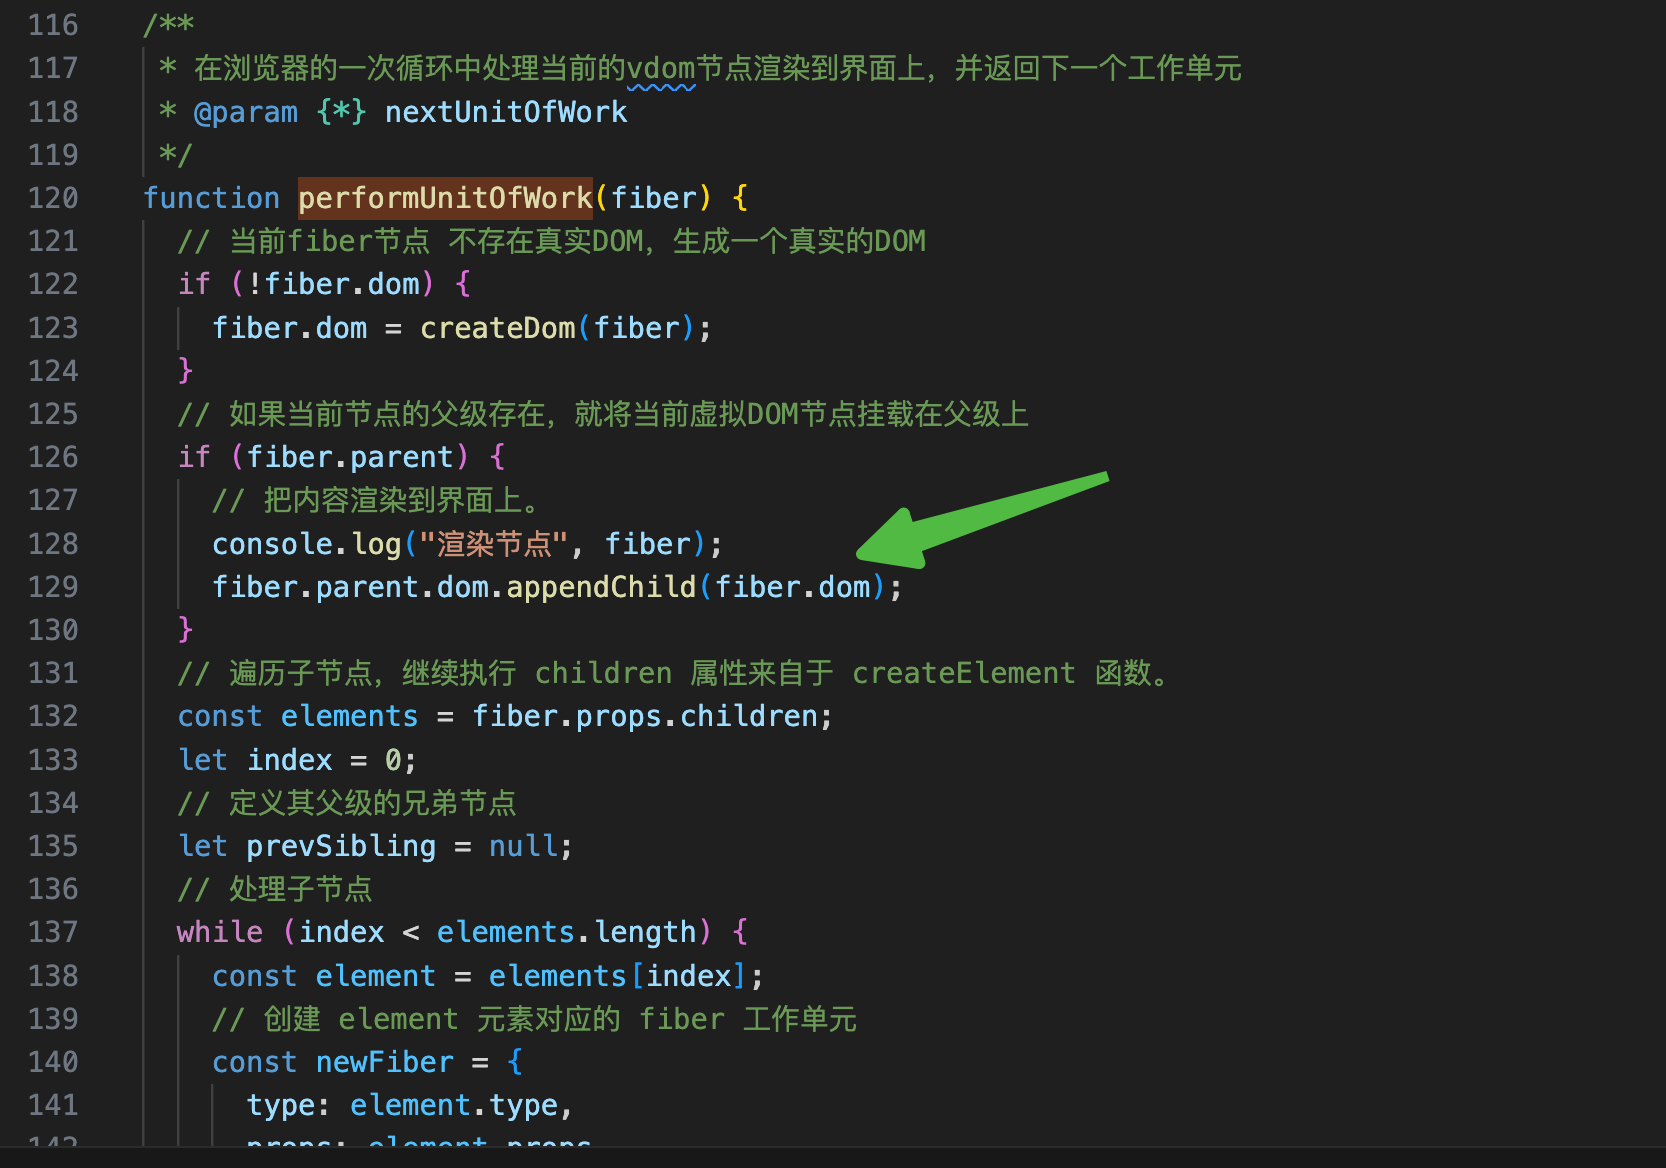 116 /**
117 * 在浏览器的一次循环中处理当前的vdom节点渲染到界面上，并返回下一个工作单元
118 * @param {*} nextUnitOfWork
119 */
120 function performUnitOfWork(fiber) {
121 // 当前fiber节点 不存在真实DOM，生成一个真实的DOM
122 if (!fiber.dom) {
123 fiber.dom = createDom(fiber);
124 }
125 // 如果当前节点的父级存在，就将当前虚拟DOM节点挂载在父级上
126 if (fiber.parent) {
127 // 把内容渲染到界面上。
128 console.log("渲染节点", fiber);
129 fiber.parent.dom.appendChild(fiber.dom);
130 }
131 // 遍历子节点，继续执行 children 属性来自于 createElement 函数。
132 const elements = fiber.props.children;
133 let index = 0;
134 // 定义其父级的兄弟节点
135 let prevSibling = null;
136 // 处理子节点
137 while (index < elements.length) {
138 const element = elements[index];
139 // 创建 element 元素对应的 fiber 工作单元
140 const newFiber = {
141 type: element.type,
142 props: element.props